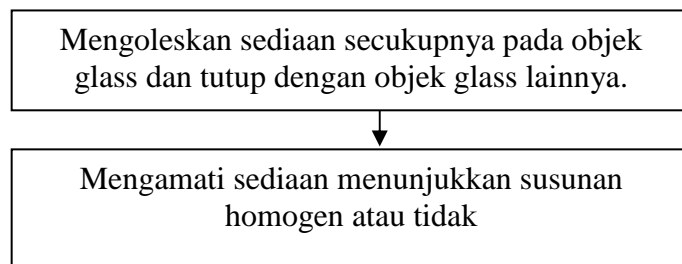 Mengoleskan sediaan secukupnya pada objek
glass dan tutup dengan objek glass lainnya.
Mengamati sediaan menunjukkan susunan
homogen atau tidak